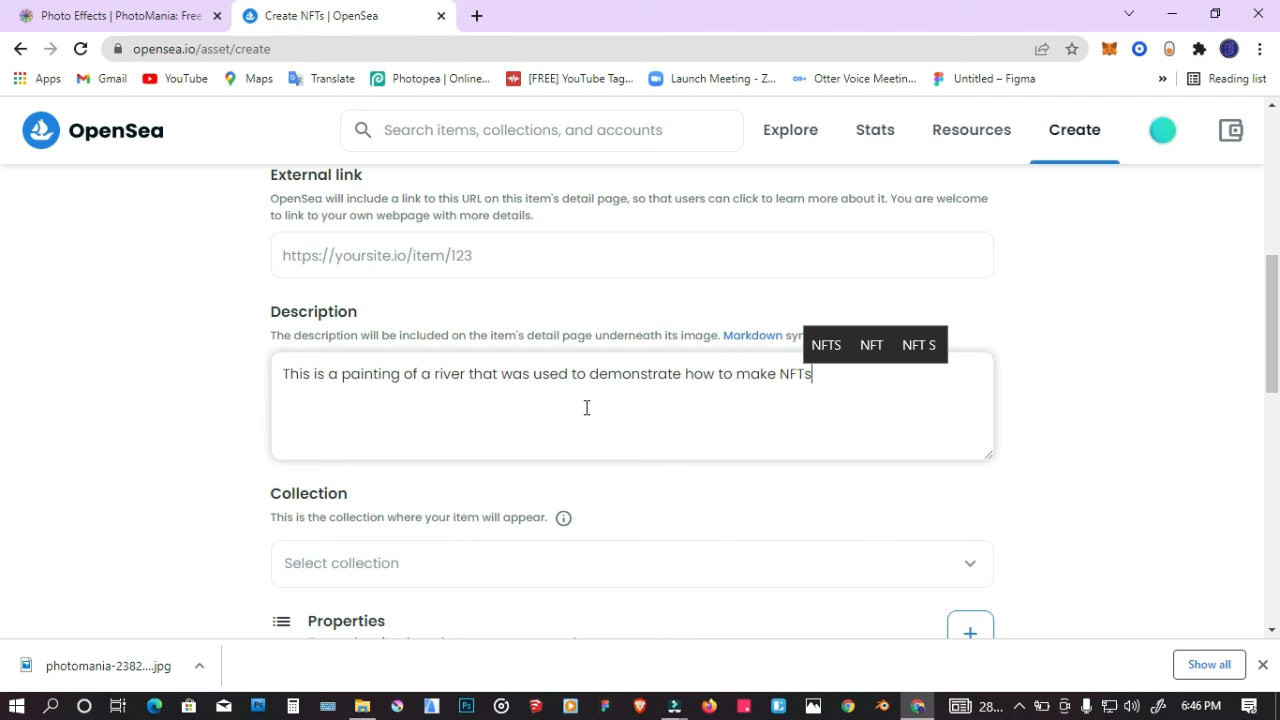 Photo Effects | PhotoMania: Free
Create NFTs | OpenSea
opensea.io/asset/create
Apps
Gmail
YouTube
Maps
Translate
Photopea | Online...
[FREE] YouTube Tag...
Launch Meeting - Z...
Otter Voice Meetin...
Untitled – Figma
»
Reading list
OpenSea
Search items, collections, and accounts
Explore
Stats
Resources
Create
External link
OpenSea will include a link to this URL on this item's detail page, so that users can click to learn more about it. You are welcome
to link to your own webpage with more details.
https://yoursite.io/item/123
Description
The description will be included on the item's detail page underneath its image. Markdown
NFTS NFT NFT S
This is a painting of a river that was used to demonstrate how to make NFTs
Collection
This is the collection where your item will appear.
Select collection
Properties
photomania-2382....jpg
Show all
28...
6:46 PM